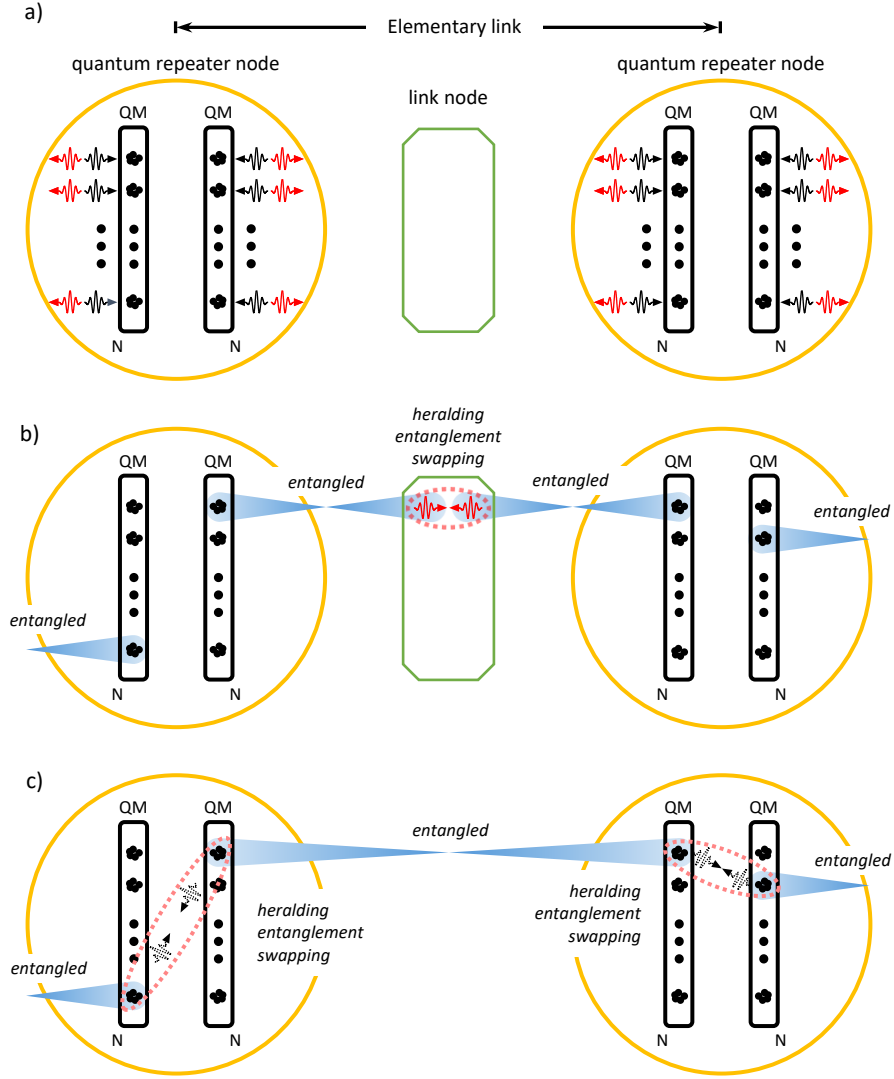 a)
Elementary link
quantum repeater node
quantum repeater node
link node
QM
QM
QM
QM
N
N
N
N
b)
heralding
entanglement
swapping
QM
QM
QM
QM
entangled
entangled
entangled
entangled
N
N
N
N
c)
QM
QM
QM
QM
entangled
entangled
heralding
entanglement
swapping
heralding
entanglement
swapping
entangled
N
N
N
N